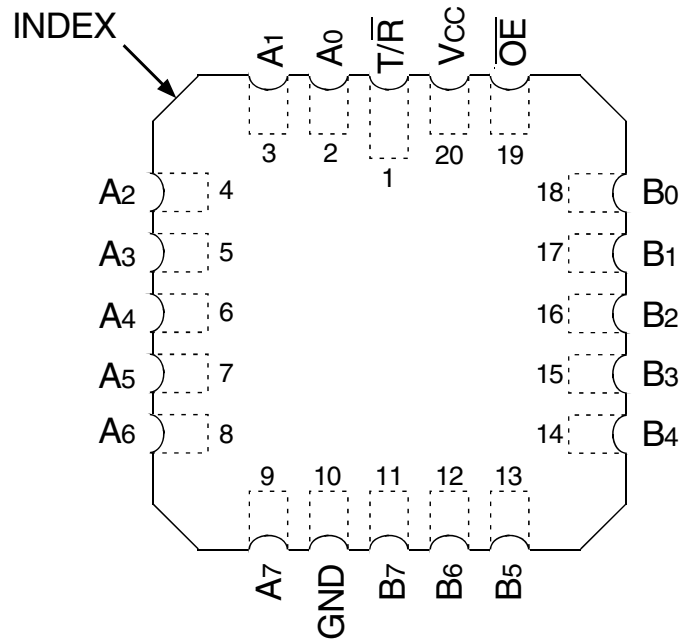 INDEX
A1 A0 T/R̅ VCC O̅E̅
3 2 1 20 19
A2 4 18 B0
A3 5 17 B1
A4 6 16 B2
A5 7 15 B3
A6 8 14 B4
9 10 11 12 13
A7 GND B7 B6 B5